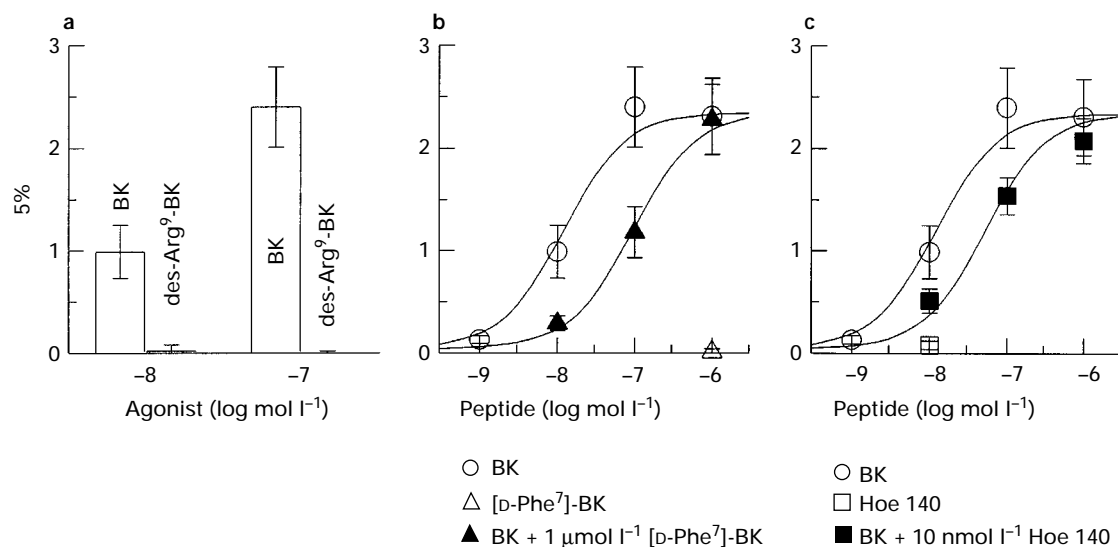 a
3
2
1
0
5%
BK
des-Arg⁹-BK
BK
des-Arg⁹-BK
–8
–7
Agonist (log mol l⁻¹)
b
3
2
1
0
–9
–8
–7
–6
Peptide (log mol l⁻¹)
BK
[D-Phe⁷]-BK
BK + 1 μmol l⁻¹ [D-Phe⁷]-BK
c
3
2
1
0
–9
–8
–7
–6
Peptide (log mol l⁻¹)
BK
Hoe 140
BK + 10 nmol l⁻¹ Hoe 140